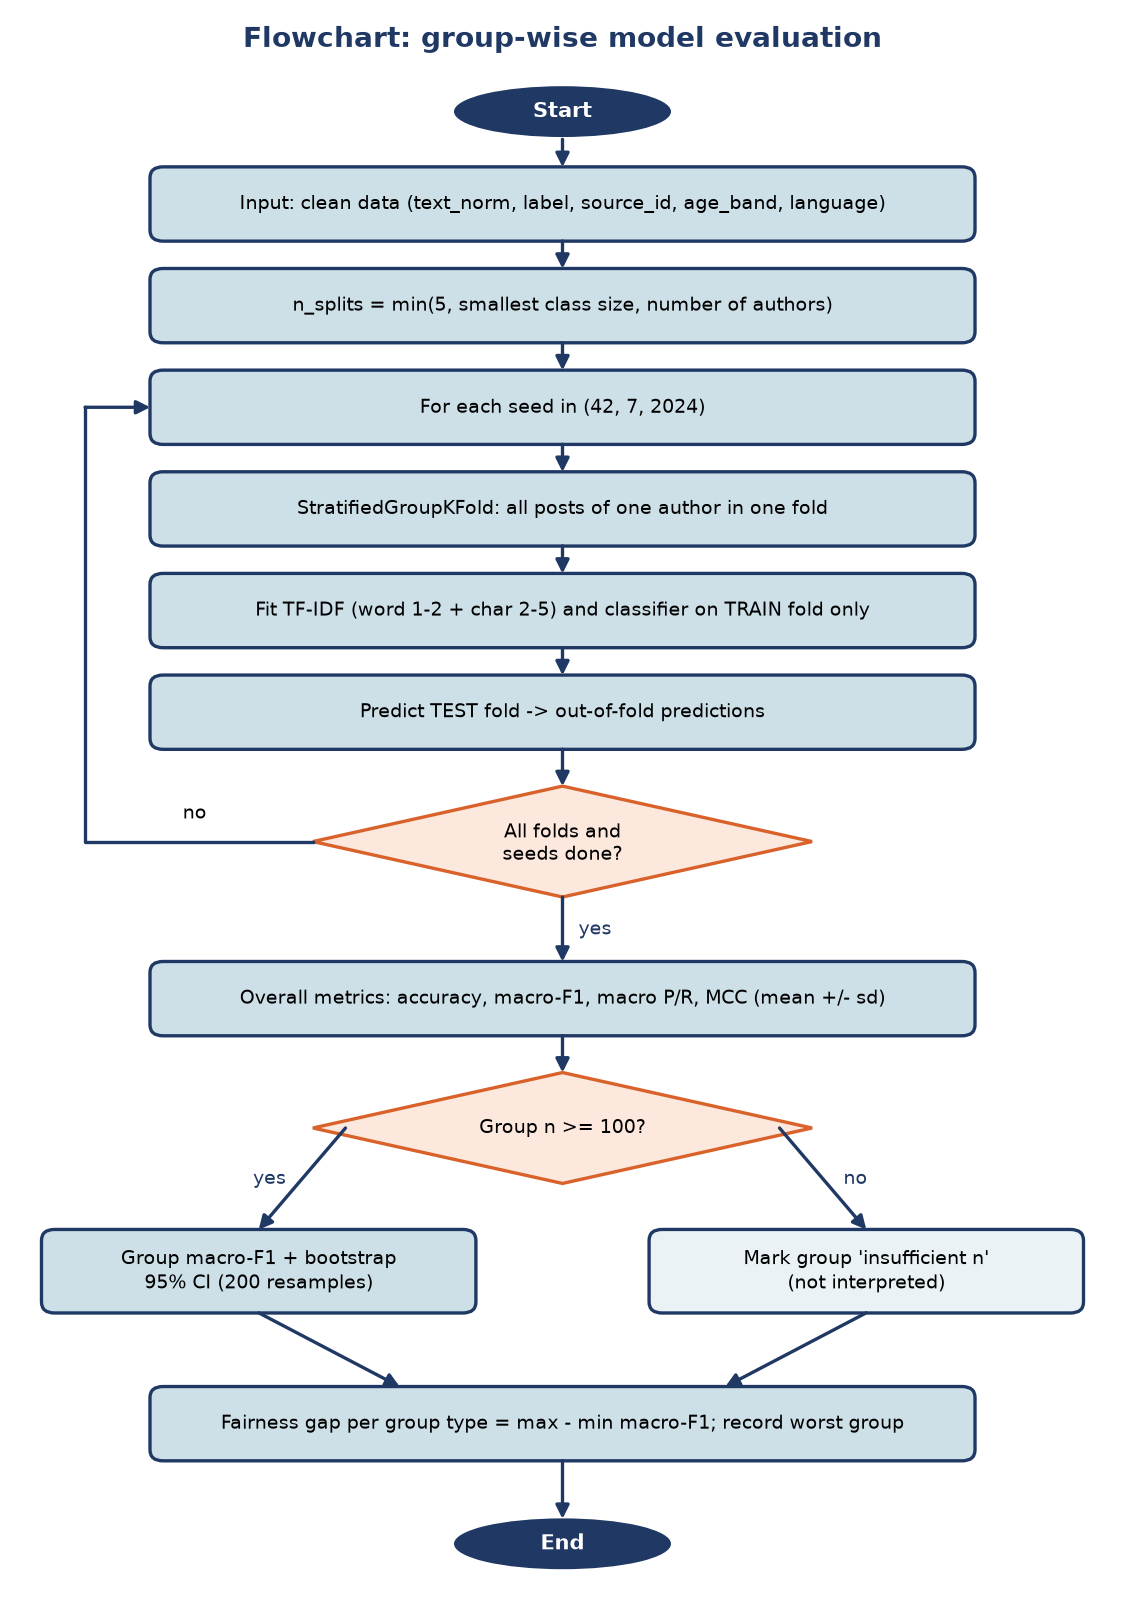 Flowchart: group-wise model evaluation
Start
Input: clean data (text_norm, label, source_id, age_band, language)
n_splits = min(5, smallest class size, number of authors)
For each seed in (42, 7, 2024)
StratifiedGroupKFold: all posts of one author in one fold
Fit TF-IDF (word 1-2 + char 2-5) and classifier on TRAIN fold only
Predict TEST fold -> out-of-fold predictions
no
All folds and
seeds done?
yes
Overall metrics: accuracy, macro-F1, macro P/R, MCC (mean +/- sd)
Group n >= 100?
yes
no
Group macro-F1 + bootstrap
95% CI (200 resamples)
Mark group 'insufficient n'
(not interpreted)
Fairness gap per group type = max - min macro-F1; record worst group
End